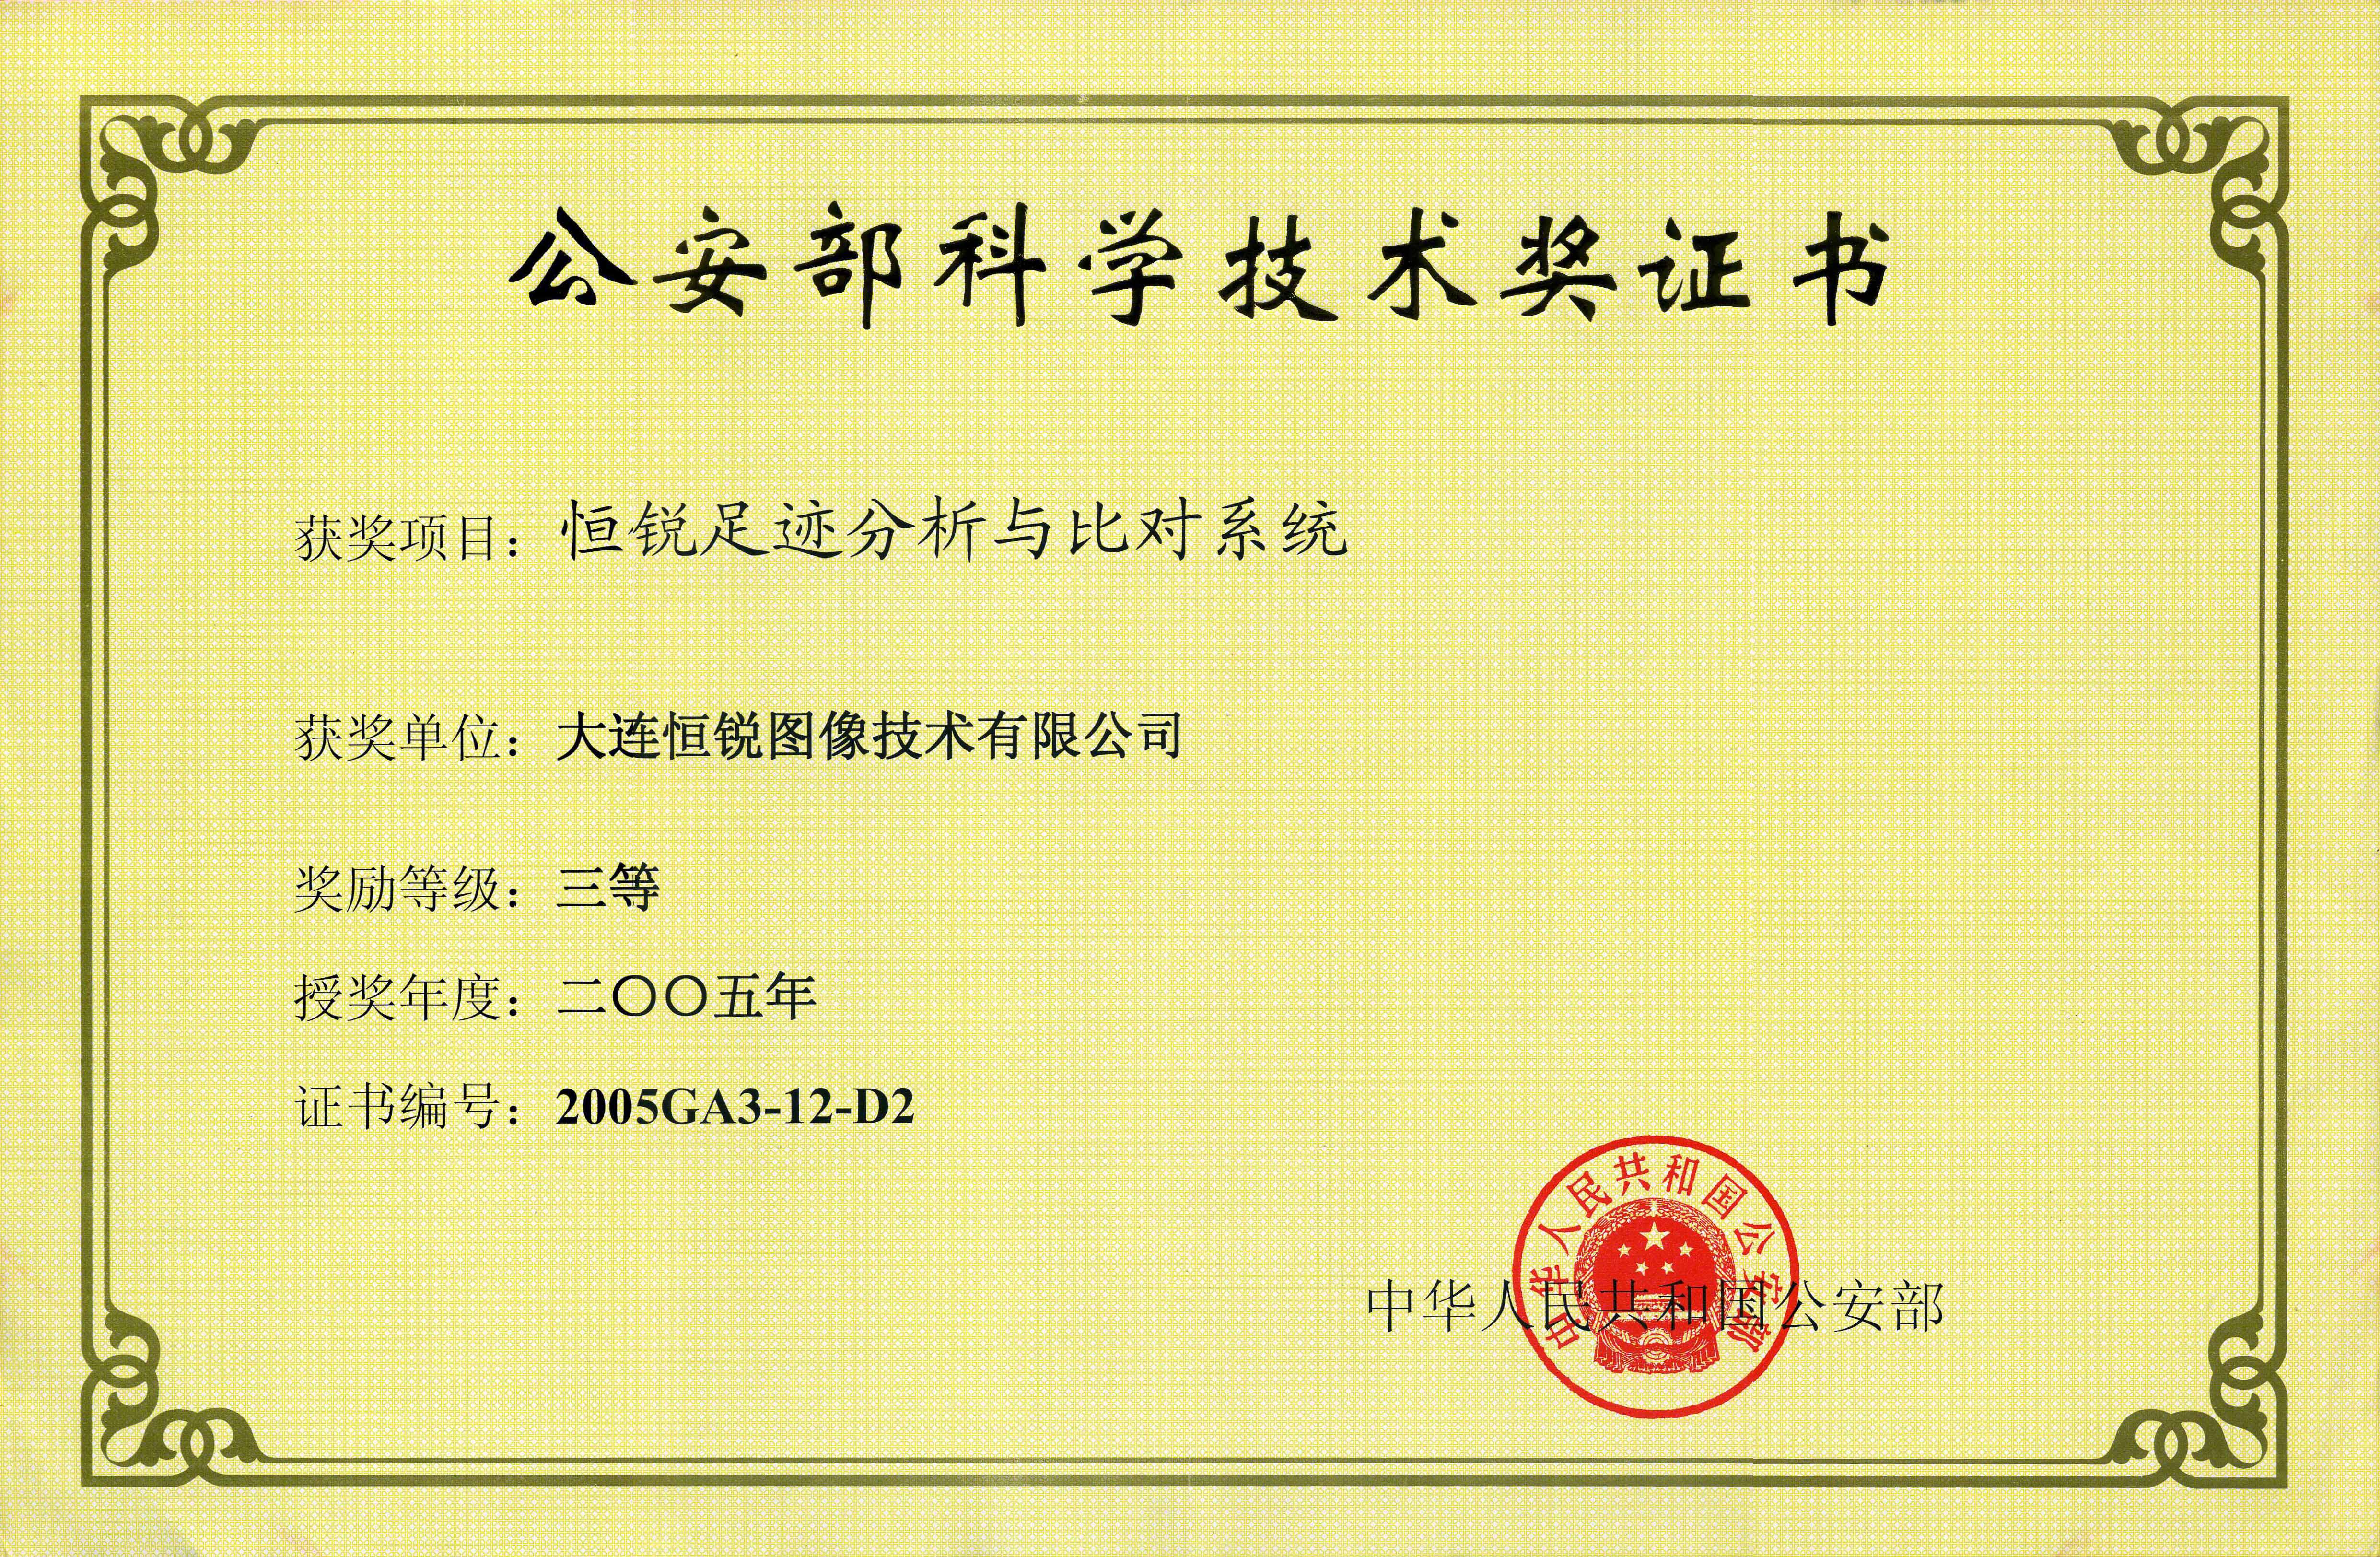 公安部科学技术奖证书
获奖项目：恒锐足迹分析与比对系统
获奖单位：大连恒锐图像技术有限公司
奖励等级：三等
授奖年度：二〇〇五年
证书编号：2005GA3-12-D2
中华人民共和国公安部
中华人民共和国公安部